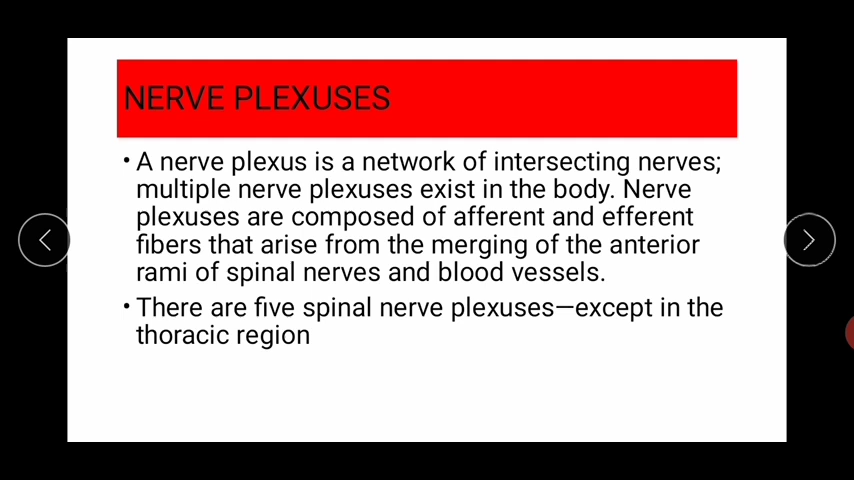 NERVE PLEXUSES
• A nerve plexus is a network of intersecting nerves;
multiple nerve plexuses exist in the body. Nerve
plexuses are composed of afferent and efferent
fibers that arise from the merging of the anterior
rami of spinal nerves and blood vessels.
• There are five spinal nerve plexuses—except in the
thoracic region